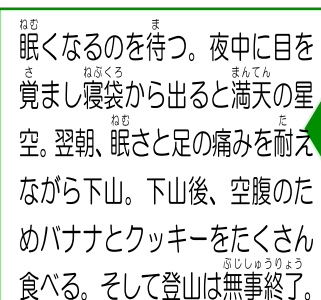 眠くなるのを待つ。夜中に目を
覚まし寝袋から出ると満天の星
空。翌朝、眠さと足の痛みを耐え
ながら下山。下山後、空腹のた
めバナナとクッキーをたくさん
食べる。そして登山は無事終了。